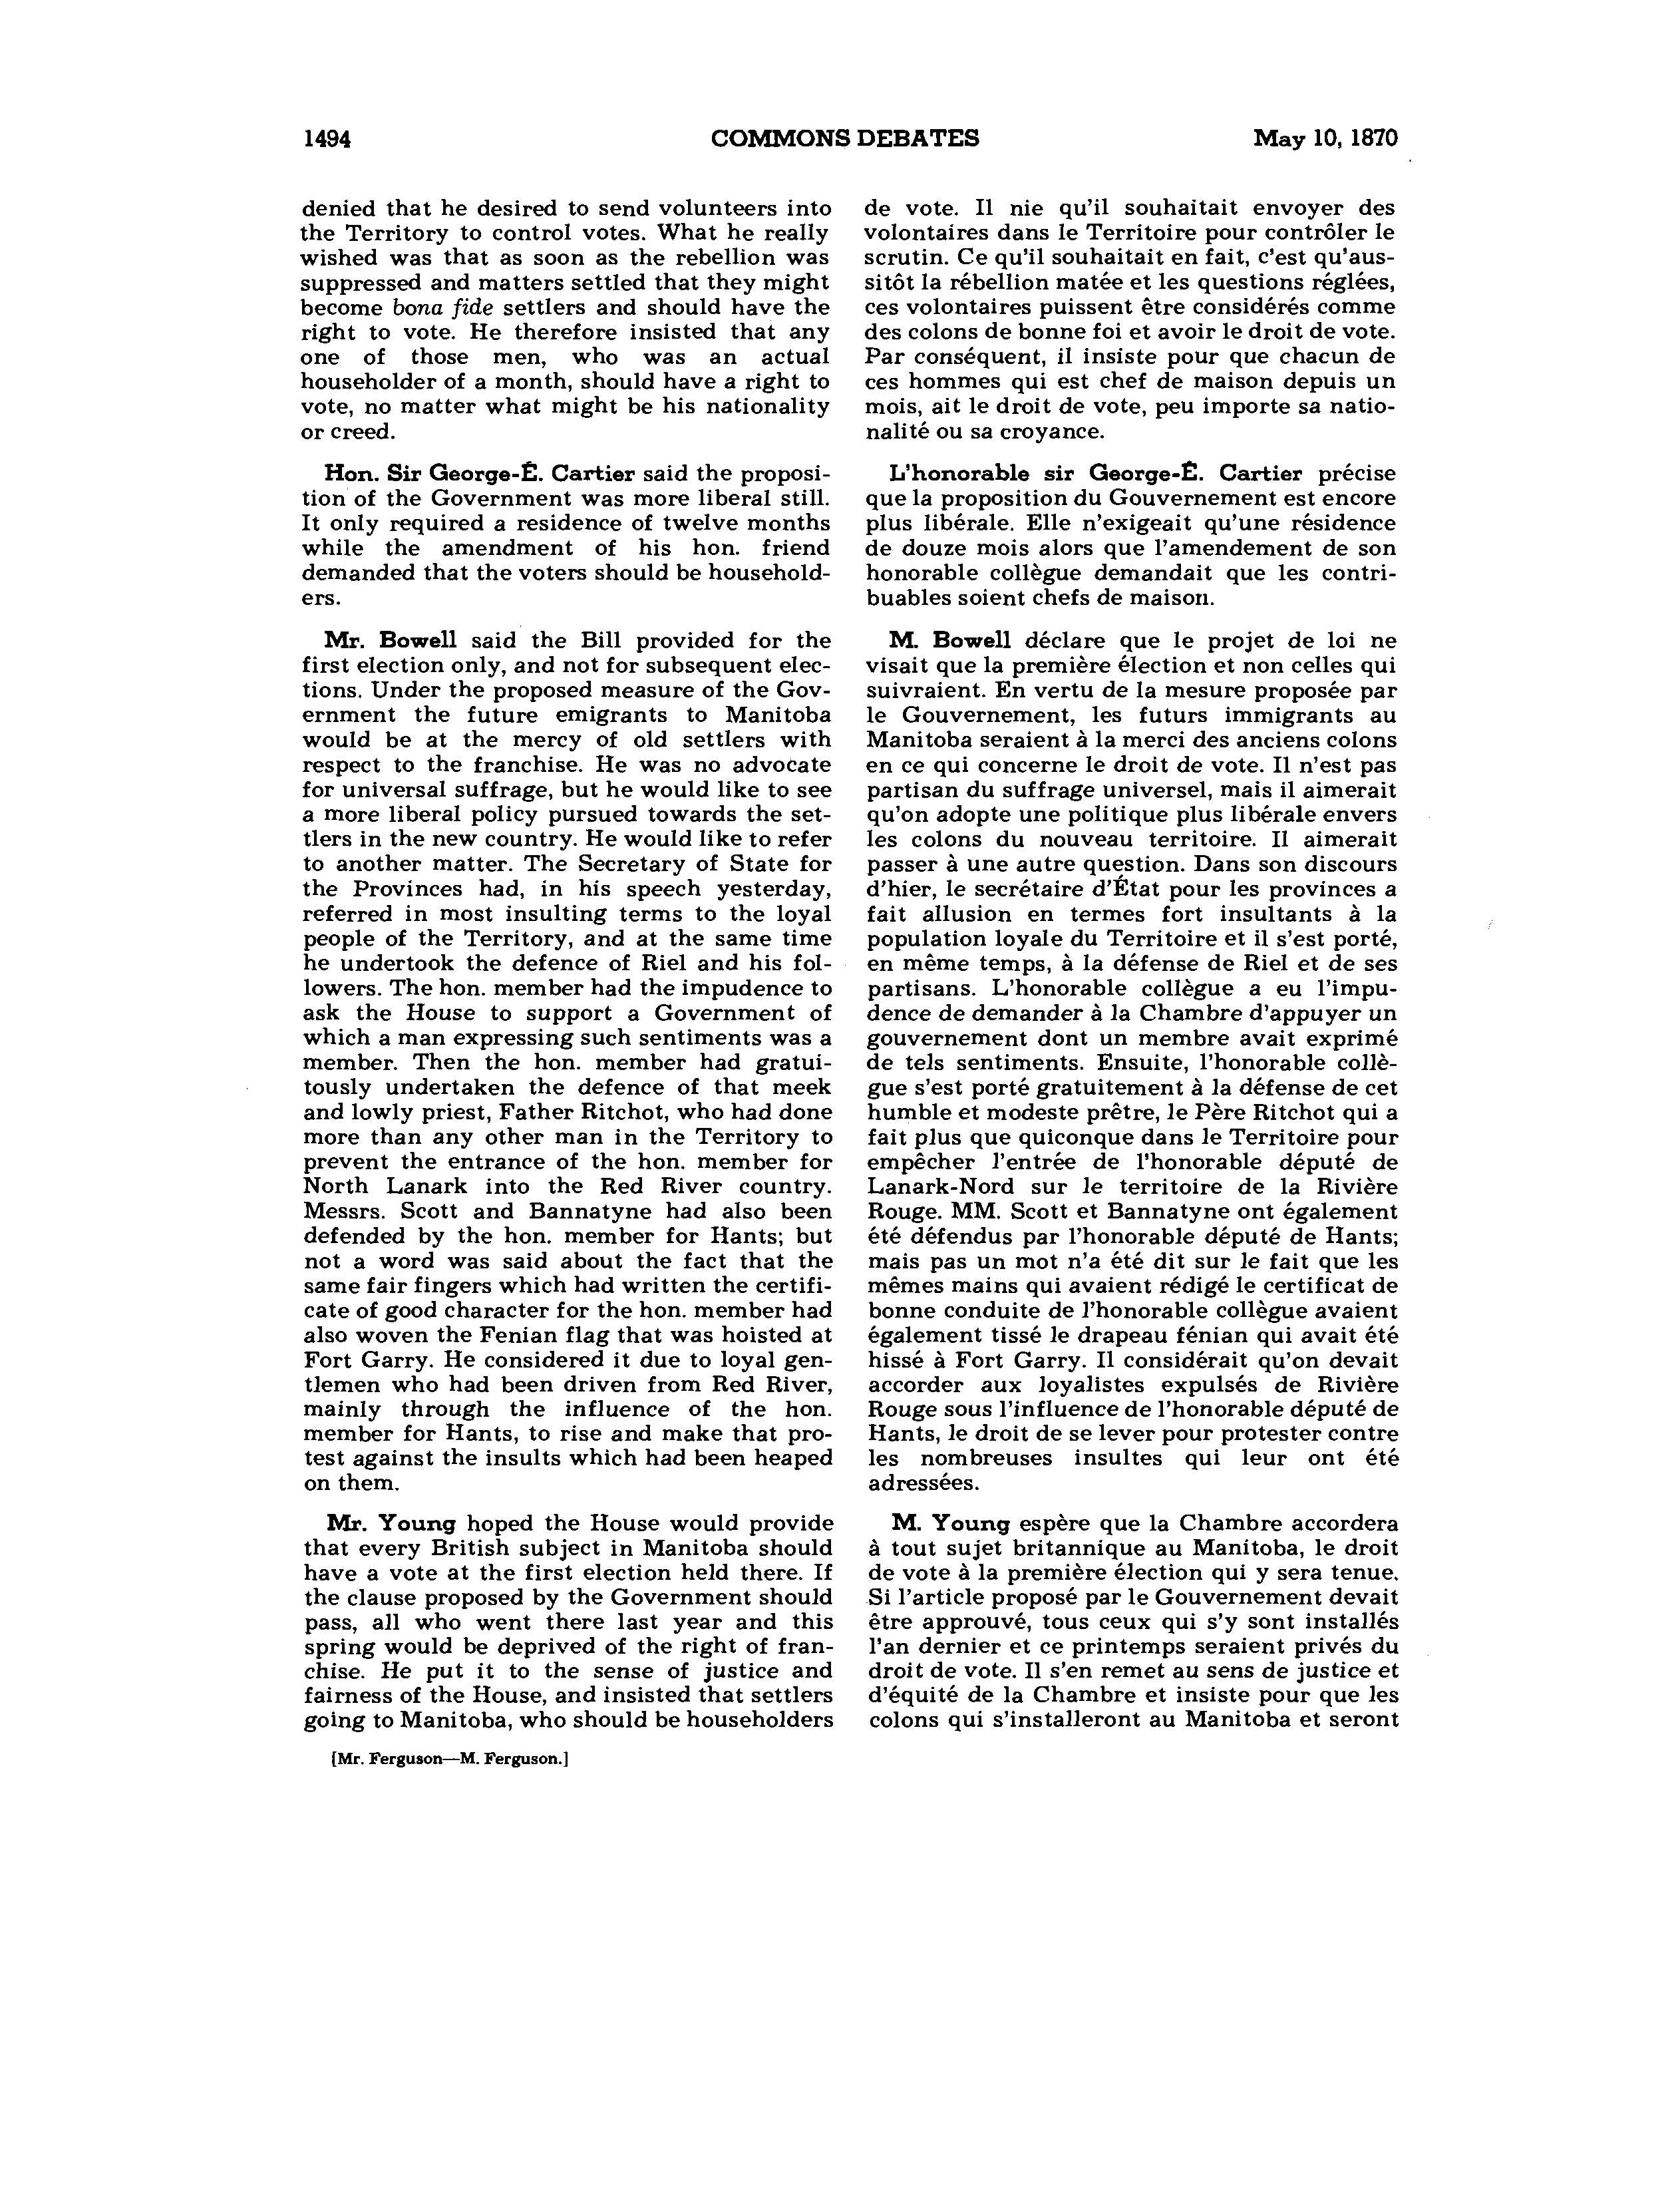 1494
COMMONS DEBATES
May 10, 1870
denied that he desired to send volunteers into
the Territory to control votes. What he really
wished was that as soon as the rebellion was
suppressed and matters settled that they might
become bona fide settlers and should have the
right to vote. He therefore insisted that any
one of those men, who was an actual
householder of a month, should have a right to
vote, no matter what might be his nationality
or creed.
Hon. Sir George-É. Cartier said the proposi-
tion of the Government was more liberal still.
It only required a residence of twelve months
while the amendment of his hon. friend
demanded that the voters should be household-
ers.
Mr. Bowell said the Bill provided for the
first election only, and not for subsequent elec-
tions. Under the proposed measure of the Gov-
ernment the future emigrants to Manitoba
would be at the mercy of old settlers with
respect to the franchise. He was no advocate
for universal suffrage, but he would like to see
a more liberal policy pursued towards the set-
tlers in the new country. He would like to refer
to another matter. The Secretary of State for
the Provinces had, in his speech yesterday,
referred in most insulting terms to the loyal
people of the Territory, and at the same time
he undertook the defence of Riel and his fol-
lowers. The hon. member had the impudence to
ask the House to support a Government of
which a man expressing such sentiments was a
member. Then the hon. member had gratui-
tously undertaken the defence of that meek
and lowly priest, Father Ritchot, who had done
more than any other man in the Territory to
prevent the entrance of the hon. member for
North Lanark into the Red River country.
Messrs. Scott and Bannatyne had also been
defended by the hon. member for Hants; but
not a word was said about the fact that the
same fair fingers which had written the certifi-
cate of good character for the hon. member had
also woven the Fenian flag that was hoisted at
Fort Garry. He considered it due to loyal gen-
tlemen who had been driven from Red River,
mainly through the influence of the hon.
member for Hants, to rise and make that pro-
test against the insults which had been heaped
on them.
Mr. Young hoped the House would provide
that every British subject in Manitoba should
have a vote at the first election held there. If
the clause proposed by the Government should
pass, all who went there last year and this
spring would be deprived of the right of fran-
chise. He put it to the sense of justice and
fairness of the House, and insisted that settlers
going to Manitoba, who should be householders
[Mr. Ferguson—M. Ferguson.]
de vote. Il nie qu'il souhaitait envoyer des
volontaires dans le Territoire pour contrôler le
scrutin. Ce qu'il souhaitait en fait, c'est qu'aus-
sitôt la rébellion matée et les questions réglées,
ces volontaires puissent être considérés comme
des colons de bonne foi et avoir le droit de vote.
Par conséquent, il insiste pour que chacun de
ces hommes qui est chef de maison depuis un
mois, ait le droit de vote, peu importe sa natio-
nalité ou sa croyance.
L'honorable sir George-É. Cartier précise
que la proposition du Gouvernement est encore
plus libérale. Elle n'exigeait qu'une résidence
de douze mois alors que l'amendement de son
honorable collègue demandait que les contri-
buables soient chefs de maison.
M. Bowell déclare que le projet de loi ne
visait que la première élection et non celles qui
suivraient. En vertu de la mesure proposée par
le Gouvernement, les futurs immigrants au
Manitoba seraient à la merci des anciens colons
en ce qui concerne le droit de vote. Il n'est pas
partisan du suffrage universel, mais il aimerait
qu'on adopte une politique plus libérale envers
les colons du nouveau territoire. Il aimerait
passer à une autre question. Dans son discours
d'hier, le secrétaire d'État pour les provinces a
fait allusion en termes fort insultants à la
population loyale du Territoire et il s'est porté,
en même temps, à la défense de Riel et de ses
partisans. L'honorable collègue a eu l'impu-
dence de demander à la Chambre d'appuyer un
gouvernement dont un membre avait exprimé
de tels sentiments. Ensuite, l'honorable collè-
gue s'est porté gratuitement à la défense de cet
humble et modeste prêtre, le Père Ritchot qui a
fait plus que quiconque dans le Territoire pour
empêcher l'entrée de l'honorable député de
Lanark-Nord sur le territoire de la Rivière
Rouge. MM. Scott et Bannatyne ont également
été défendus par l'honorable député de Hants;
mais pas un mot n'a été dit sur le fait que les
mêmes mains qui avaient rédigé le certificat de
bonne conduite de l'honorable collègue avaient
également tissé le drapeau fénian qui avait été
hissé à Fort Garry. Il considérait qu'on devait
accorder aux loyalistes expulsés de Rivière
Rouge sous l'influence de l'honorable député de
Hants, le droit de se lever pour protester contre
les nombreuses insultes qui leur ont été
adressées.
M. Young espère que la Chambre accordera
à tout sujet britannique au Manitoba, le droit
de vote à la première élection qui y sera tenue.
Si l'article proposé par le Gouvernement devait
être approuvé, tous ceux qui s'y sont installés
l'an dernier et ce printemps seraient privés du
droit de vote. Il s'en remet au sens de justice et
d'équité de la Chambre et insiste pour que les
colons qui s'installeront au Manitoba et seront